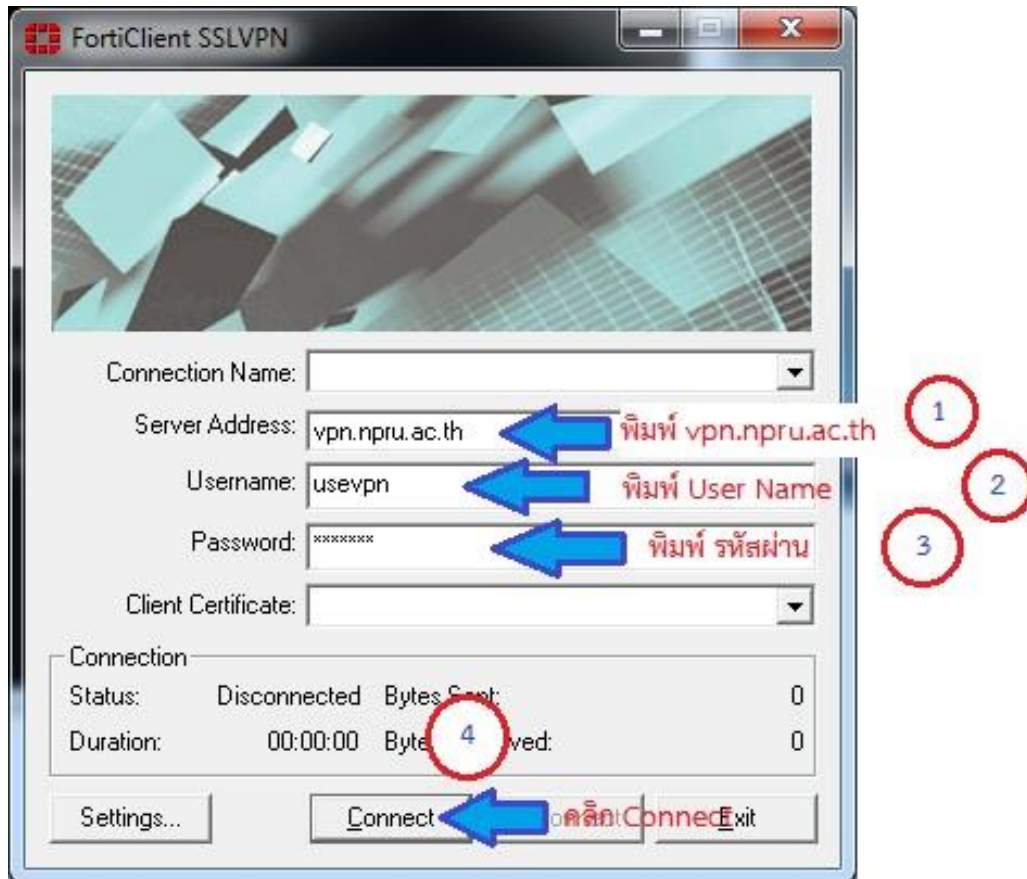 FortiClient SSLVPN
Connection Name:
Server Address: vpn.npru.ac.th พิมพ์ vpn.npru.ac.th 1
Username: usevpn พิมพ์ User Name 2
Password: ******* พิมพ์ รหัสผ่าน 3
Client Certificate:
Connection
Status: Disconnected Bytes Sent: 0
Duration: 00:00:00 4 0
Settings... Connect คลิก Connect Exit